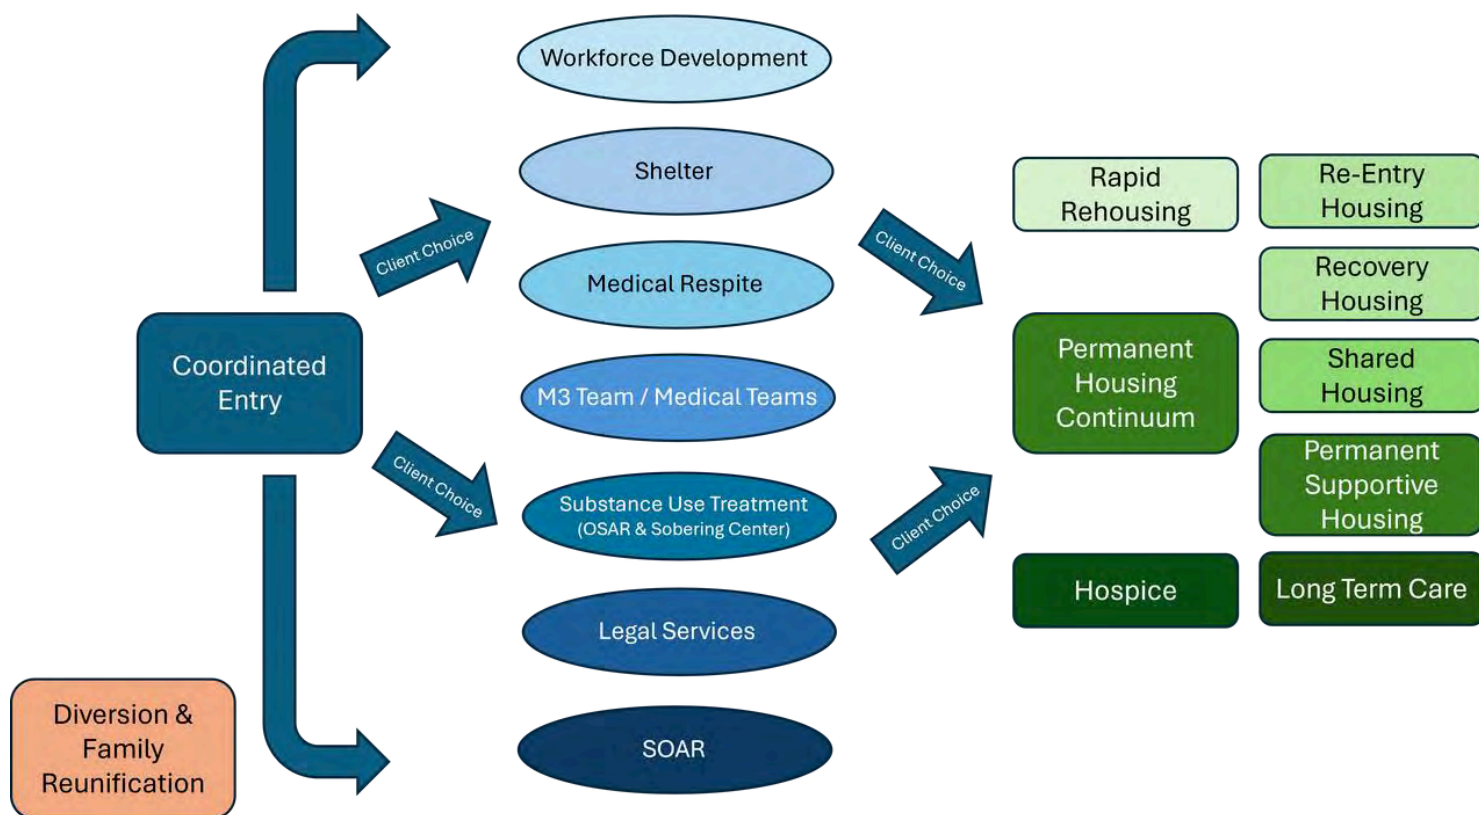 Workforce Development
Shelter
Client Choice
Medical Respite
Coordinated
Entry
M3 Team / Medical Teams
Client Choice
Substance Use Treatment
(OSAR & Sobering Center)
Legal Services
SOAR
Diversion &
Family
Reunification
Client Choice
Client Choice
Rapid
Rehousing
Re-Entry
Housing
Recovery
Housing
Permanent
Housing
Continuum
Shared
Housing
Permanent
Supportive
Housing
Hospice
Long Term Care